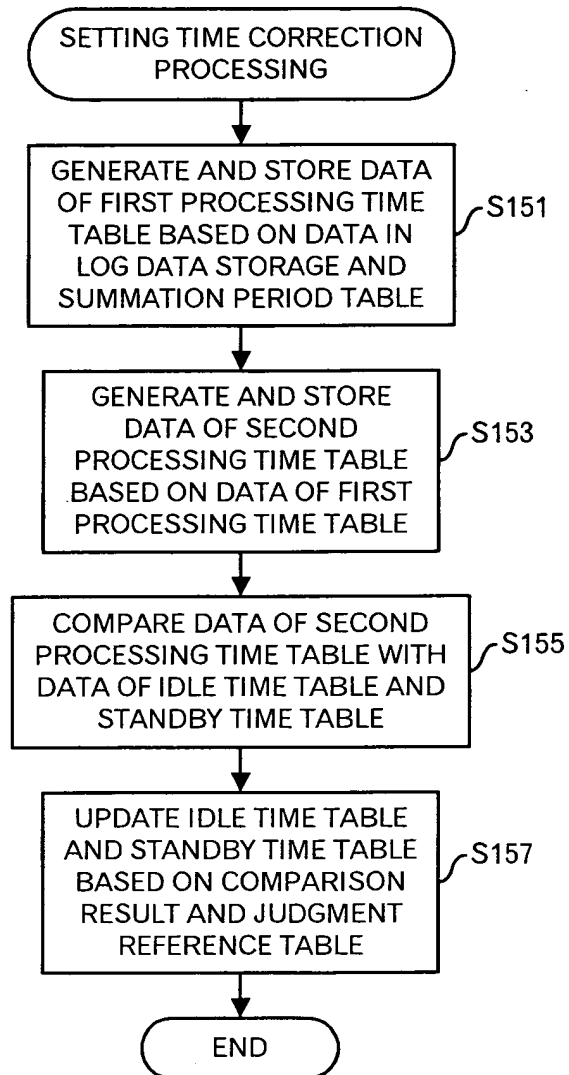 SETTING TIME CORRECTION
PROCESSING
GENERATE AND STORE DATA
OF FIRST PROCESSING TIME
TABLE BASED ON DATA IN
LOG DATA STORAGE AND
SUMMATION PERIOD TABLE
S151
GENERATE AND STORE
DATA OF SECOND
PROCESSING TIME TABLE
BASED ON DATA OF FIRST
PROCESSING TIME TABLE
S153
COMPARE DATA OF SECOND
PROCESSING TIME TABLE WITH
DATA OF IDLE TIME TABLE AND
STANDBY TIME TABLE
S155
UPDATE IDLE TIME TABLE
AND STANDBY TIME TABLE
BASED ON COMPARISON
RESULT AND JUDGMENT
REFERENCE TABLE
S157
END